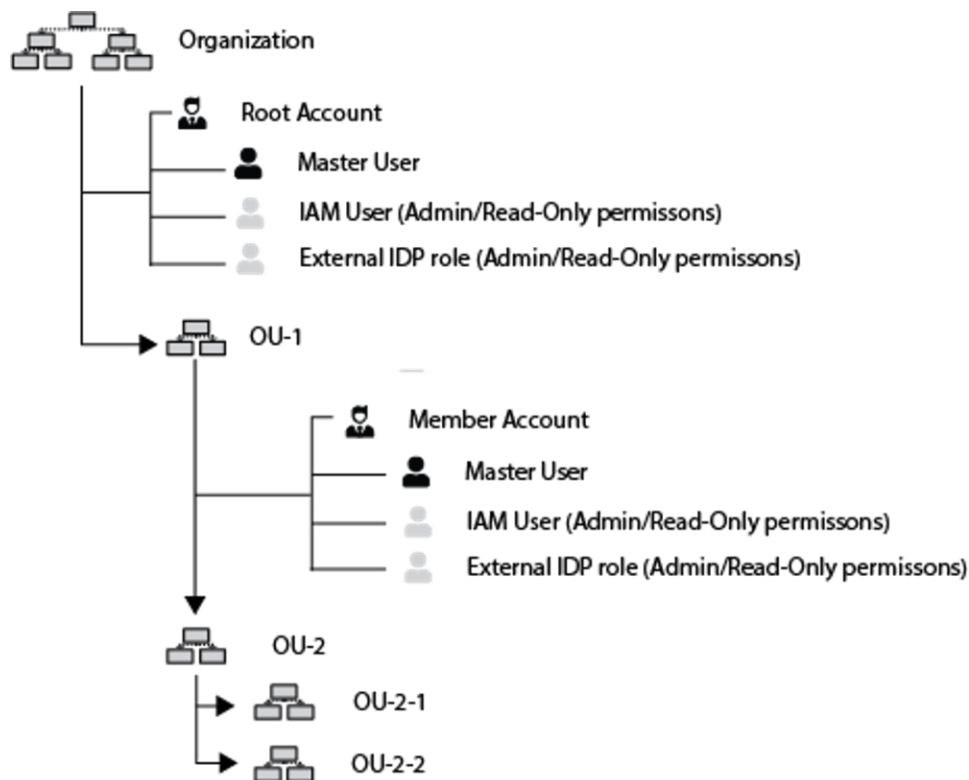 Organization
Root Account
Master User
IAM User (Admin/Read-Only permissons)
External IDP role (Admin/Read-Only permissons)
OU-1
Member Account
Master User
IAM User (Admin/Read-Only permissons)
External IDP role (Admin/Read-Only permissons)
OU-2
OU-2-1
OU-2-2